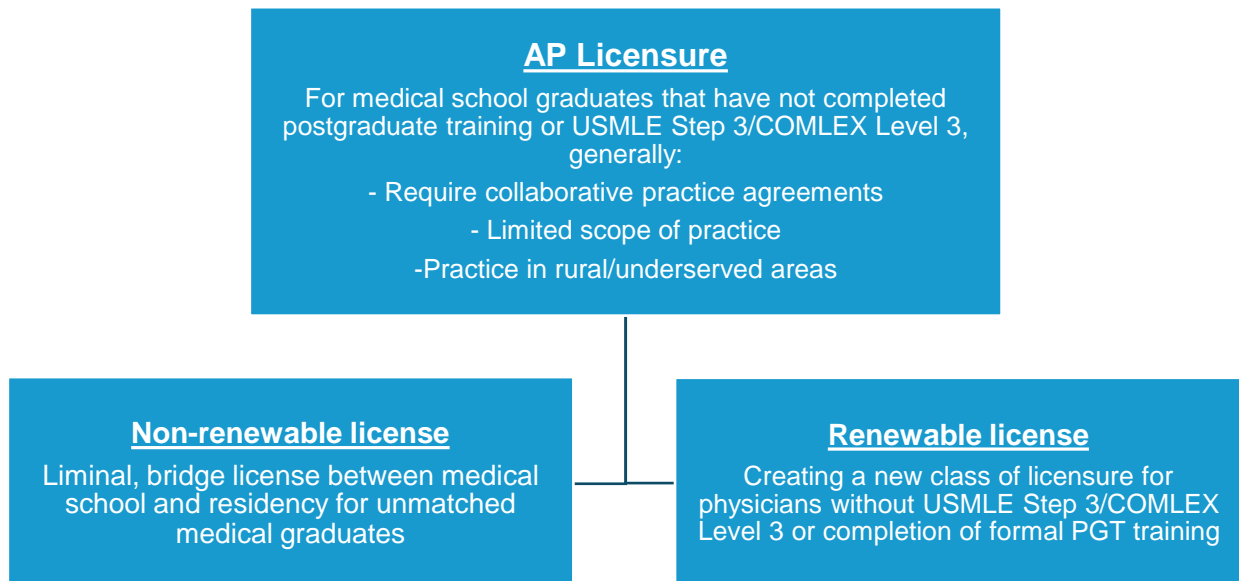 AP Licensure
For medical school graduates that have not completed
postgraduate training or USMLE Step 3/COMLEX Level 3,
generally:
- Require collaborative practice agreements
- Limited scope of practice
-Practice in rural/underserved areas
Non-renewable license
Liminal, bridge license between medical
school and residency for unmatched
medical graduates
Renewable license
Creating a new class of licensure for
physicians without USMLE Step 3/COMLEX
Level 3 or completion of formal PGT training